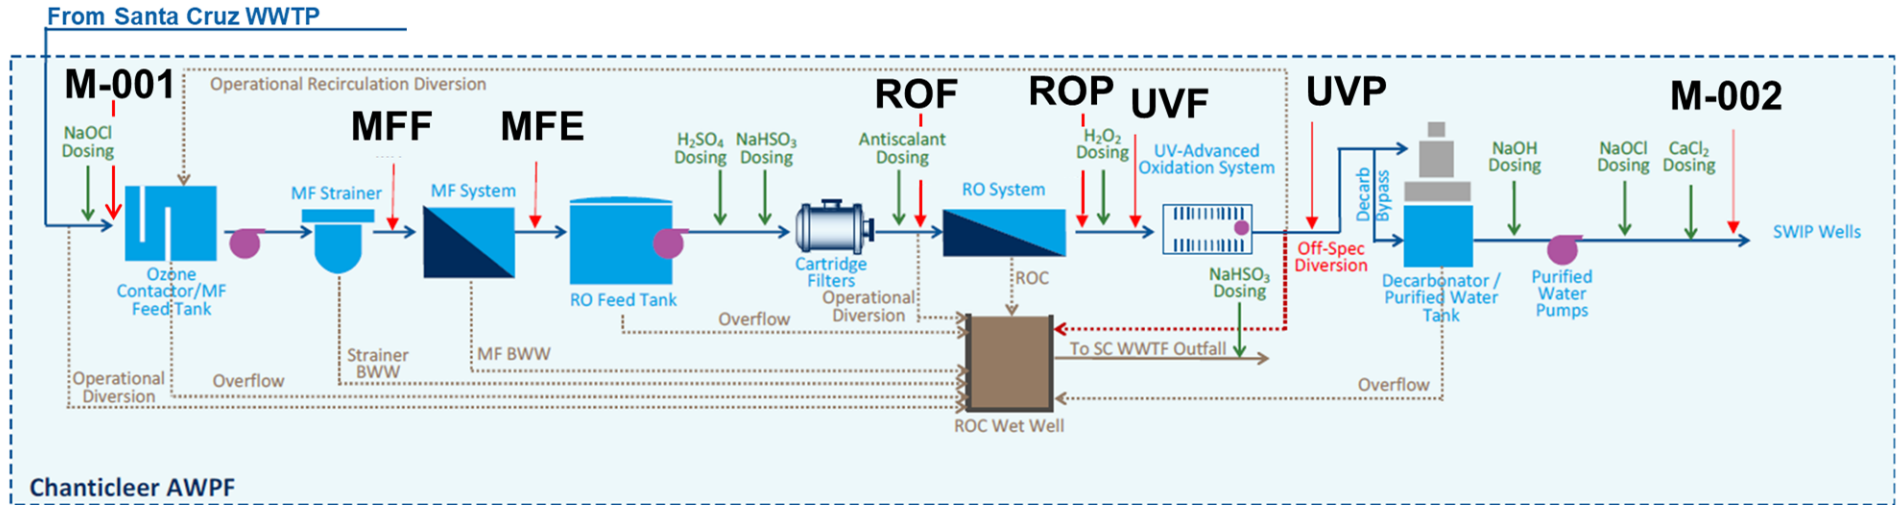 From Santa Cruz WWTP
M-001
Operational Recirculation Diversion
NaOCl
Dosing
MFF
MFE
ROF
ROP
UVF
UVP
M-002
H₂SO₄
Dosing
NaHSO₃
Dosing
Antiscalant
Dosing
H₂O₂
Dosing
UV-Advanced
Oxidation System
NaOH
Dosing
NaOCl
Dosing
CaCl₂
Dosing
MF Strainer
MF System
RO System
Decarb
Bypass
SWIP Wells
Ozone
Contactor/MF
Feed Tank
RO Feed Tank
Cartridge
Filters
Operational
Diversion
ROC
NaHSO₃
Dosing
Off-Spec
Diversion
Decarbonator /
Purified Water
Tank
Purified
Water
Pumps
Overflow
MF BWW
Strainer
BWW
To SC WWTF Outfall
Operational
Diversion
Overflow
Overflow
ROC Wet Well
Chanticleer AWPF